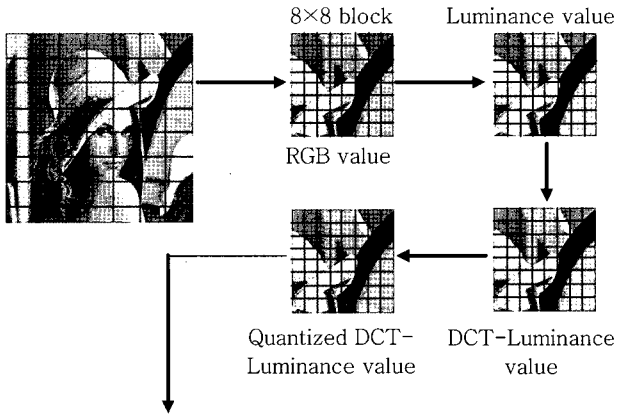 8×8 block
Luminance value
RGB value
Quantized DCT-
Luminance value
DCT-Luminance
value